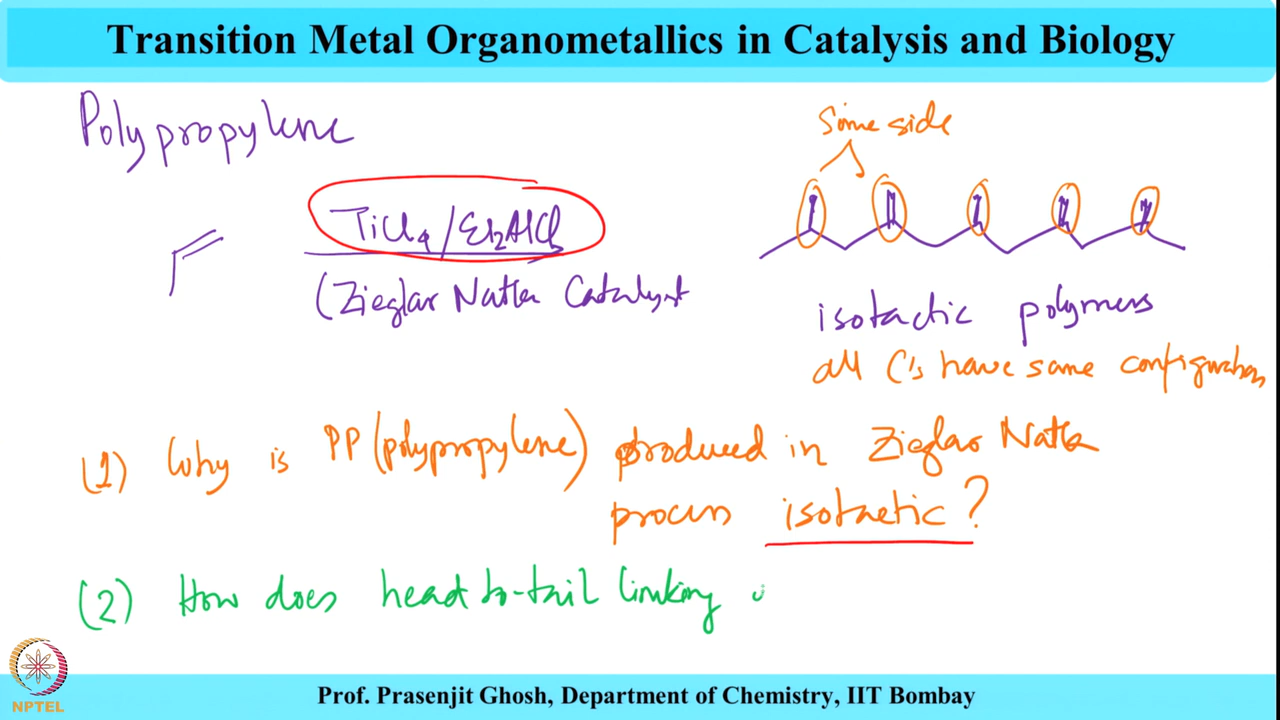 Transition Metal Organometallics in Catalysis and Biology
Polypropylene
Same side
TiCl4/Et2AlCl
(Zieglar Natta Catalyst
isotactic polymers
all C's have same configuration
(1) Why is PP (polypropylene) produced in Zieglar Natta
process isotactic?
(2) How does head to-tail linking
Prof. Prasenjit Ghosh, Department of Chemistry, IIT Bombay
NPTEL